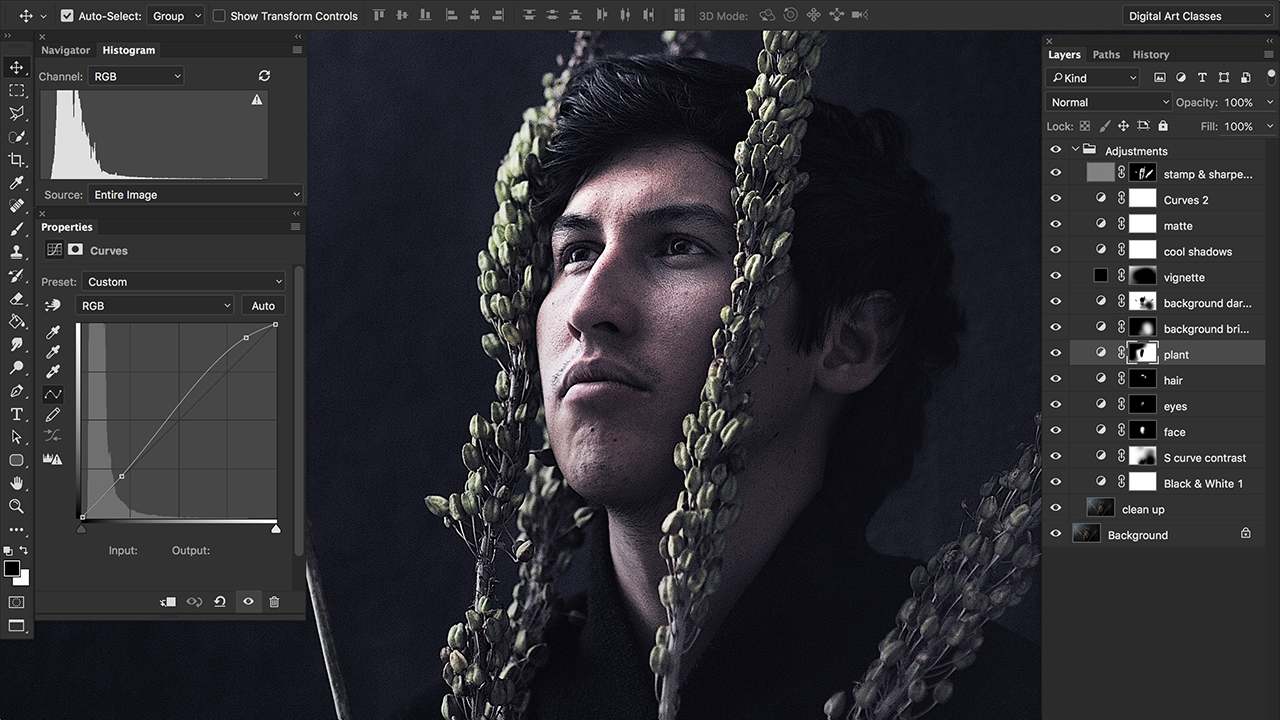 Auto-Select: Group Show Transform Controls 3D Mode: Digital Art Classes
Navigator Histogram
Channel: RGB
Source: Entire Image
Properties
Curves
Preset: Custom
RGB Auto
Input: Output:
Layers Paths History
Kind
Normal Opacity: 100%
Lock: Fill: 100%
Adjustments
stamp & sharpe...
Curves 2
matte
cool shadows
vignette
background dar...
background bri...
plant
hair
eyes
face
S curve contrast
Black & White 1
clean up
Background